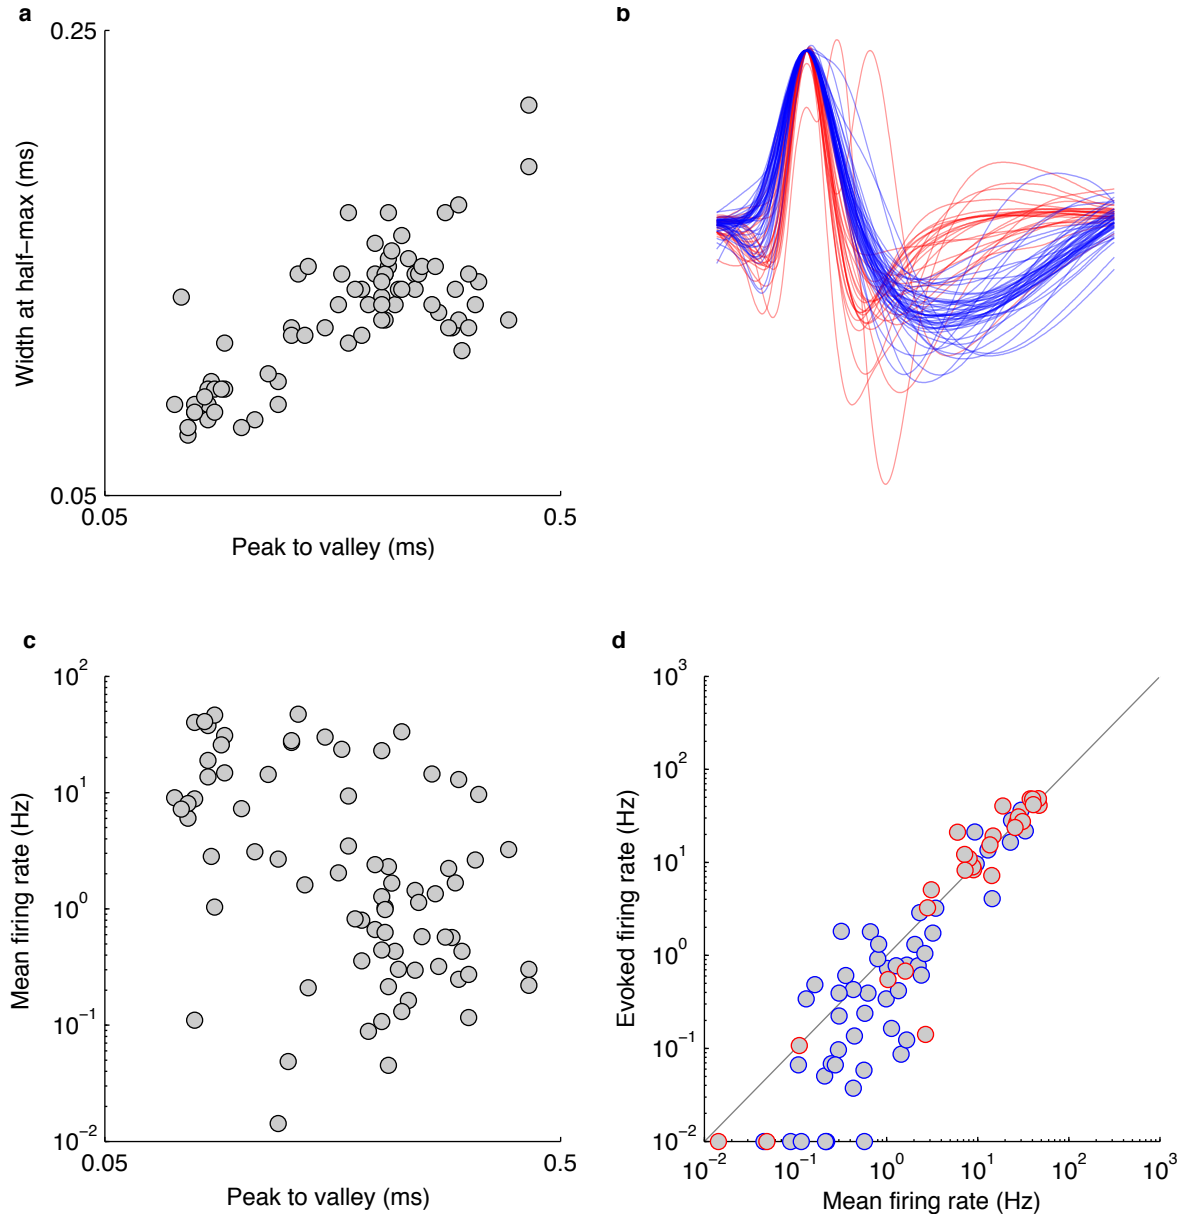 a
0.25
Width at half–max (ms)
0.05
0.05
0.5
Peak to valley (ms)
b
c
10^2
10^1
10^0
10^-1
10^-2
Mean firing rate (Hz)
0.05
0.5
Peak to valley (ms)
d
10^3
10^2
10^1
10^0
10^-1
10^-2
Evoked firing rate (Hz)
10^-2
10^-1
10^0
10^1
10^2
10^3
Mean firing rate (Hz)